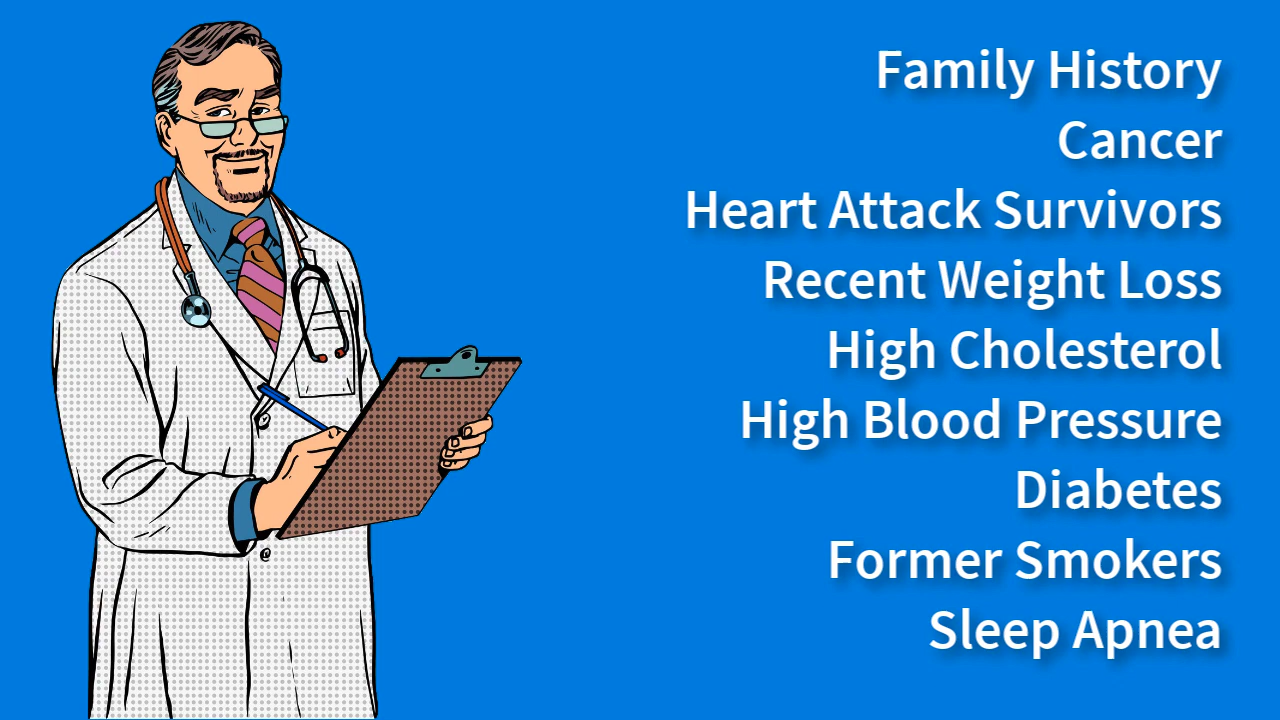 Family History
Cancer
Heart Attack Survivors
Recent Weight Loss
High Cholesterol
High Blood Pressure
Diabetes
Former Smokers
Sleep Apnea